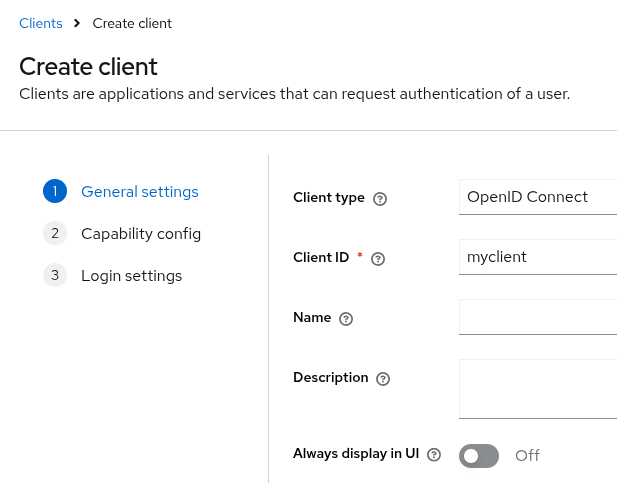 Clients > Create client
Create client
Clients are applications and services that can request authentication of a user.
1 General settings
2 Capability config
3 Login settings
Client type ? OpenID Connect
Client ID * ? myclient
Name ?
Description ?
Always display in UI ? Off